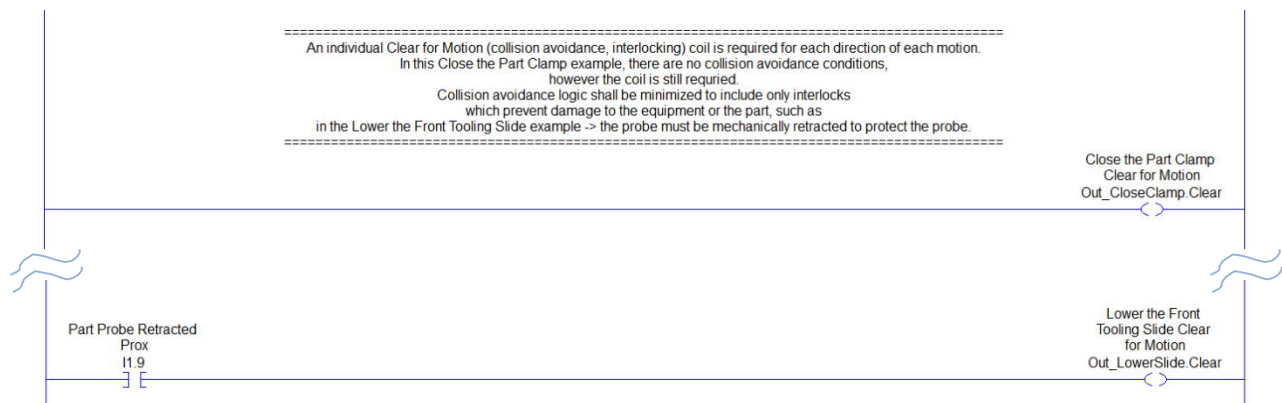 ==========================================================================================
An individual Clear for Motion (collision avoidance, interlocking) coil is required for each direction of each motion.
In this Close the Part Clamp example, there are no collision avoidance conditions,
however the coil is still requried.
Collision avoidance logic shall be minimized to include only interlocks
which prevent damage to the equipment or the part, such as
in the Lower the Front Tooling Slide example -> the probe must be mechanically retracted to protect the probe.
==========================================================================================
Close the Part Clamp
Clear for Motion
Out_CloseClamp.Clear
Part Probe Retracted
Prox
I1.9
Lower the Front
Tooling Slide Clear
for Motion
Out_LowerSlide.Clear